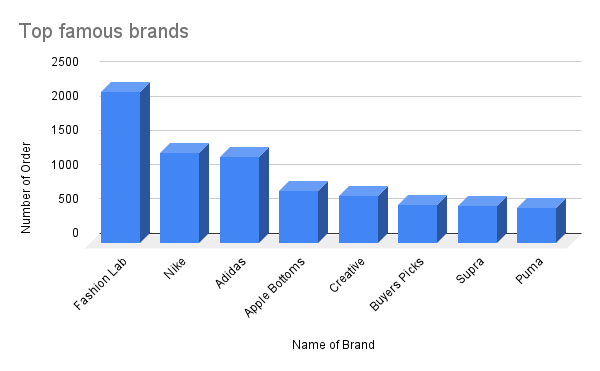 Top famous brands
Number of Order
2500
2000
1500
1000
500
0
Fashion Lab
Nike
Adidas
Apple Bottoms
Creative
Buyers Picks
Supra
Puma
Name of Brand